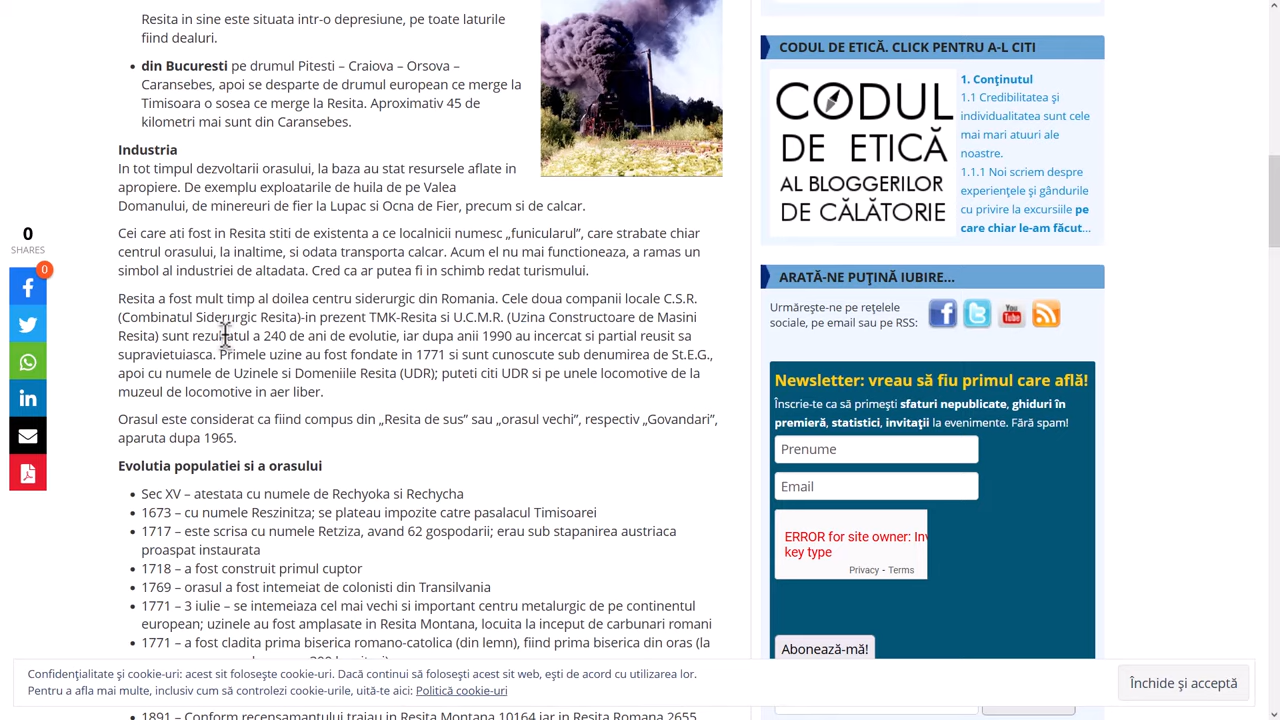 Resita in sine este situata intr-o depresiune, pe toate laturile
fiind dealuri.
din Bucuresti pe drumul Pitesti – Craiova – Orsova –
Caransebes, apoi se desparte de drumul european ce merge la
Timisoara o sosea ce merge la Resita. Aproximativ 45 de
kilometri mai sunt din Caransebes.
Industria
In tot timpul dezvoltarii orasului, la baza au stat resursele aflate in
apropiere. De exemplu exploatarile de huila de pe Valea
Domanului, de minereuri de fier la Lupac si Ocna de Fier, precum si de calcar.
Cei care ati fost in Resita stiti de existenta a ce localnicii numesc „funicularul”, care strabate chiar
centrul orasului, la inaltime, si odata transporta calcar. Acum el nu mai functioneaza, a ramas un
simbol al industriei de altadata. Cred ca ar putea fi in schimb redat turismului.
Resita a fost mult timp al doilea centru siderurgic din Romania. Cele doua companii locale C.S.R.
(Combinatul Siderurgic Resita)-in prezent TMK-Resita si U.C.M.R. (Uzina Constructoare de Masini
Resita) sunt rezultatul a 240 de ani de evolutie, iar dupa anii 1990 au incercat si partial reusit sa
supravietuiasca. Primele uzine au fost fondate in 1771 si sunt cunoscute sub denumirea de St.E.G.,
apoi cu numele de Uzinele si Domeniile Resita (UDR); puteti citi UDR si pe unele locomotive de la
muzeul de locomotive in aer liber.
Orasul este considerat ca fiind compus din „Resita de sus” sau „orasul vechi”, respectiv „Govandari”,
aparuta dupa 1965.
Evolutia populatiei si a orasului
Sec XV – atestata cu numele de Rechyoka si Rechycha
1673 – cu numele Reszinitza; se plateau impozite catre pasalacul Timisoarei
1717 – este scrisa cu numele Retziza, avand 62 gospodarii; erau sub stapanirea austriaca
proaspat instaurata
1718 – a fost construit primul cuptor
1769 – orasul a fost intemeiat de colonisti din Transilvania
1771 – 3 iulie – se intemeiaza cel mai vechi si important centru metalurgic de pe continentul
european; uzinele au fost amplasate in Resita Montana, locuita la inceput de carbunari romani
1771 – a fost cladita prima biserica romano-catolica (din lemn), fiind prima biserica din oras (la
1891 – Conform recensamantului traiau in Resita Montana 10164 iar in Resita Romana 2655
0
SHARES
0
CODUL DE ETICĂ. CLICK PENTRU A-L CITI
CODUL
DE ETICĂ
AL BLOGGERILOR
DE CĂLĂTORIE
1. Conţinutul
1.1 Credibilitatea şi
individualitatea sunt cele
mai mari atuuri ale
noastre.
1.1.1 Noi scriem despre
experienţele şi gândurile
cu privire la excursiile pe
care chiar le-am făcut...
ARATĂ-NE PUŢINĂ IUBIRE...
Urmăreşte-ne pe reţelele
sociale, pe email sau pe RSS:
You
Tube
Newsletter: vreau să fiu primul care află!
Înscrie-te ca să primeşti sfaturi nepublicate, ghiduri în
premieră, statistici, invitaţii la evenimente. Fără spam!
Prenume
Email
ERROR for site owner: Inv
key type
Privacy - Terms
Abonează-mă!
Confidenţialitate şi cookie-uri: acest sit foloseşte cookie-uri. Dacă continui să foloseşti acest sit web, eşti de acord cu utilizarea lor.
Pentru a afla mai multe, inclusiv cum să controlezi cookie-urile, uită-te aici: Politică cookie-uri
Închide şi acceptă